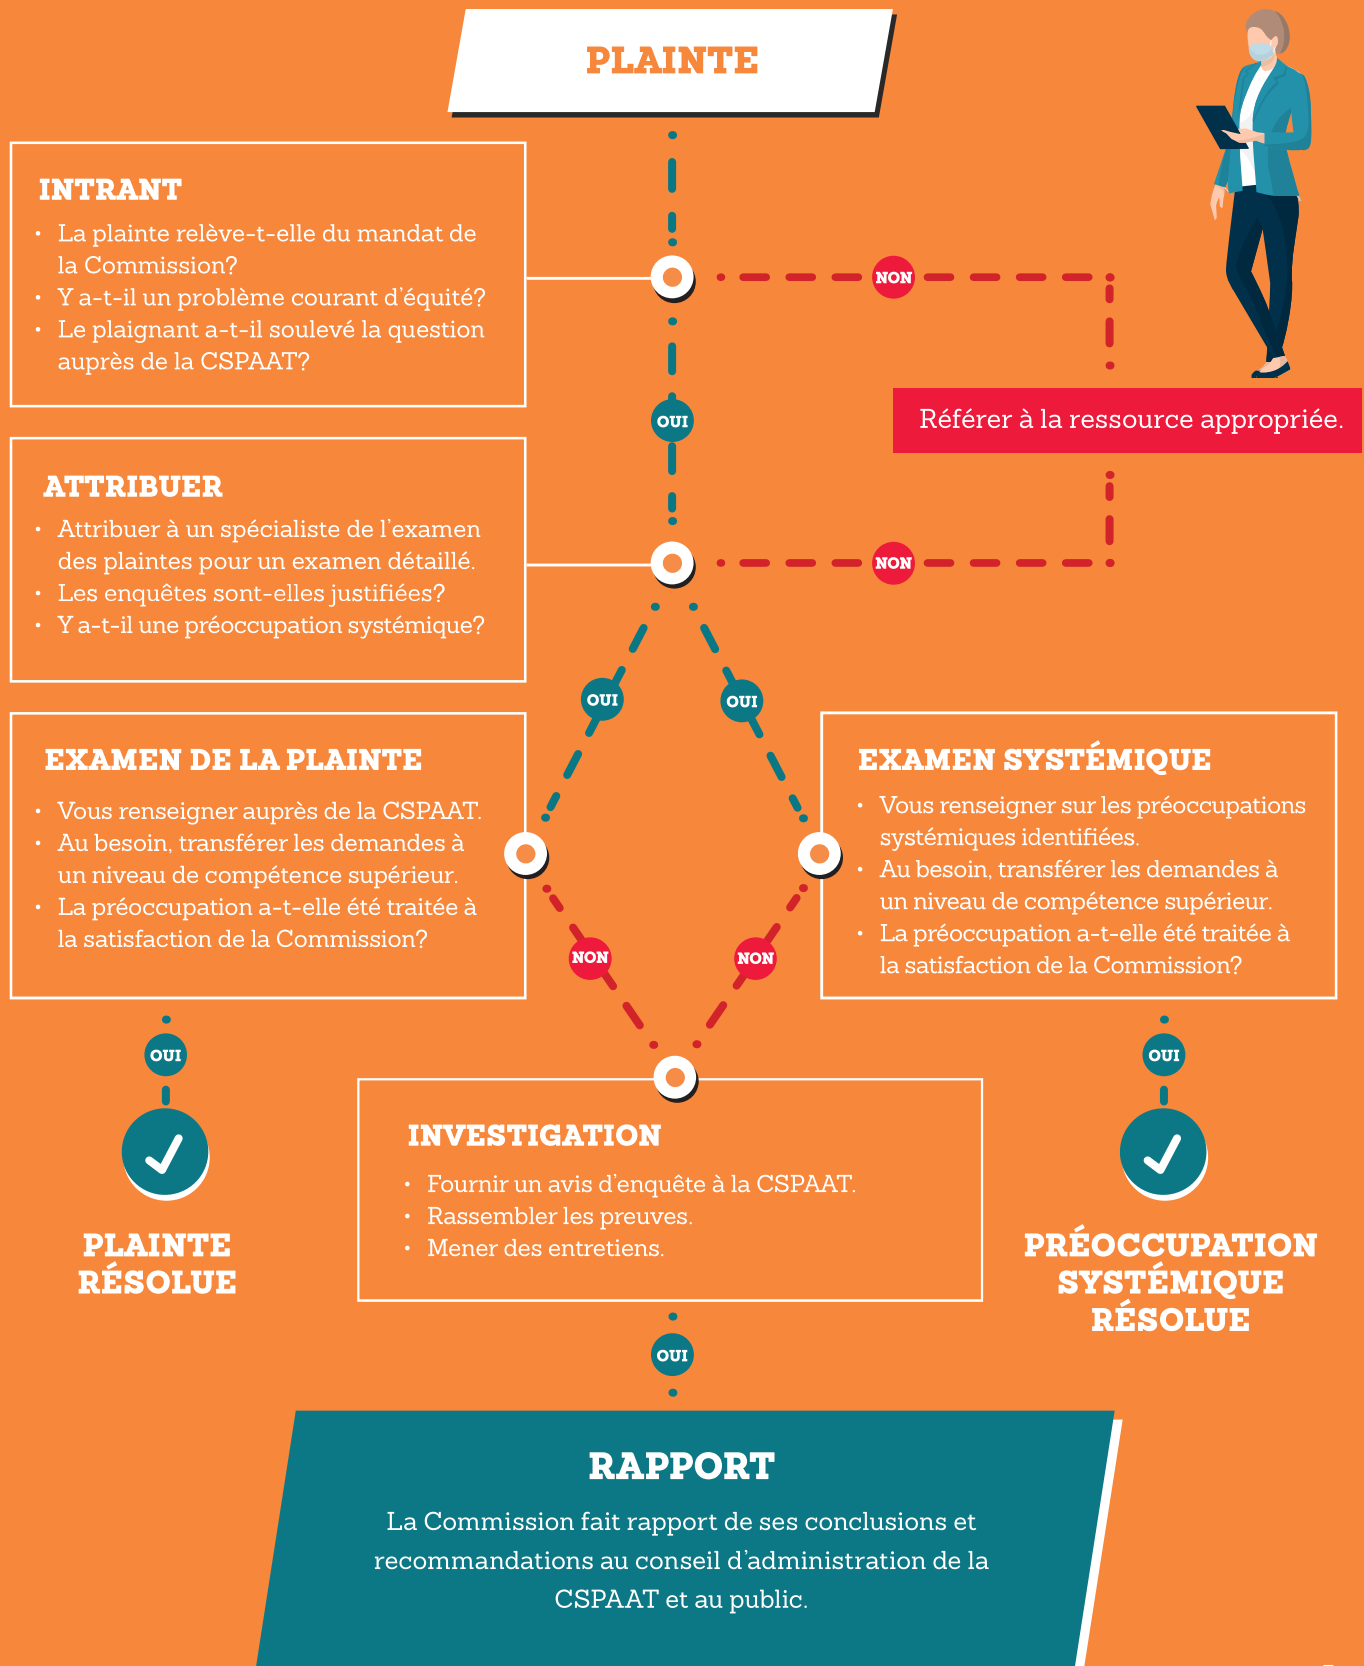 PLAINTE
INTRANT
• La plainte relève-t-elle du mandat de
la Commission?
• Y a-t-il un problème courant d’équité?
• Le plaignant a-t-il soulevé la question
auprès de la CSPAAT?
NON
Référer à la ressource appropriée.
OUI
ATTRIBUER
• Attribuer à un spécialiste de l’examen
des plaintes pour un examen détaillé.
• Les enquêtes sont-elles justifiées?
• Y a-t-il une préoccupation systémique?
NON
OUI
OUI
EXAMEN DE LA PLAINTE
• Vous renseigner auprès de la CSPAAT.
• Au besoin, transférer les demandes à
un niveau de compétence supérieur.
• La préoccupation a-t-elle été traitée à
la satisfaction de la Commission?
EXAMEN SYSTÉMIQUE
• Vous renseigner sur les préoccupations
systémiques identifiées.
• Au besoin, transférer les demandes à
un niveau de compétence supérieur.
• La préoccupation a-t-elle été traitée à
la satisfaction de la Commission?
NON
NON
OUI
OUI
PLAINTE
RÉSOLUE
INVESTIGATION
• Fournir un avis d’enquête à la CSPAAT.
• Rassembler les preuves.
• Mener des entretiens.
PRÉOCCUPATION
SYSTÉMIQUE
RÉSOLUE
OUI
RAPPORT
La Commission fait rapport de ses conclusions et
recommandations au conseil d’administration de la
CSPAAT et au public.